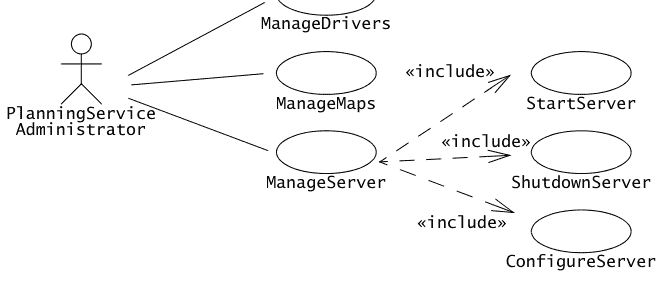 ManageDrivers
«include»
PlanningService
Administrator
ManageMaps
StartServer
«include»
ManageServer
ShutdownServer
«include»
ConfigureServer